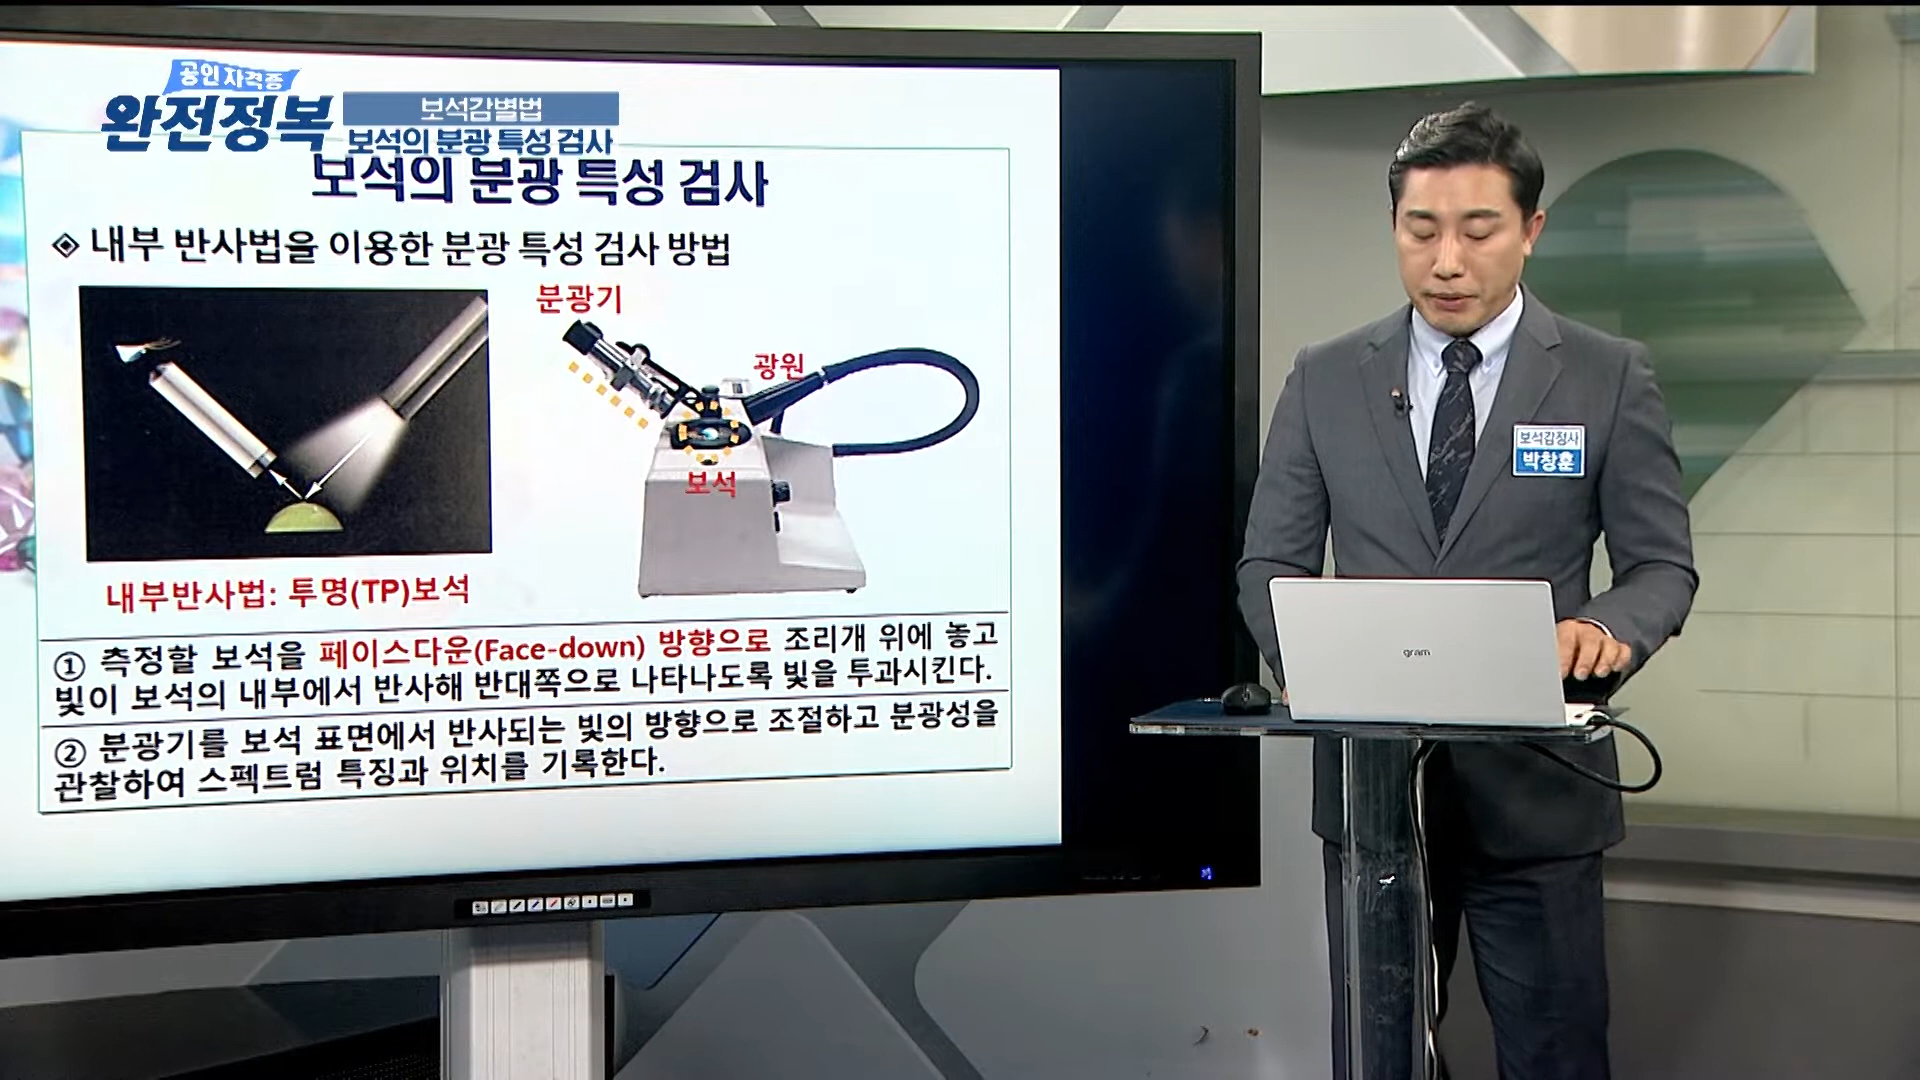 공인 자격증
완전정복
보석감별법
보석의 분광 특성 검사
보석의 분광 특성 검사
◈ 내부 반사법을 이용한 분광 특성 검사 방법
분광기
광원
보석
내부반사법: 투명(TP)보석
① 측정할 보석을 페이스다운(Face-down) 방향으로 조리개 위에 놓고
빛이 보석의 내부에서 반사해 반대쪽으로 나타나도록 빛을 투과시킨다.
② 분광기를 보석 표면에서 반사되는 빛의 방향으로 조절하고 분광성을
관찰하여 스펙트럼 특징과 위치를 기록한다.
보석감정사
박창훈
gram